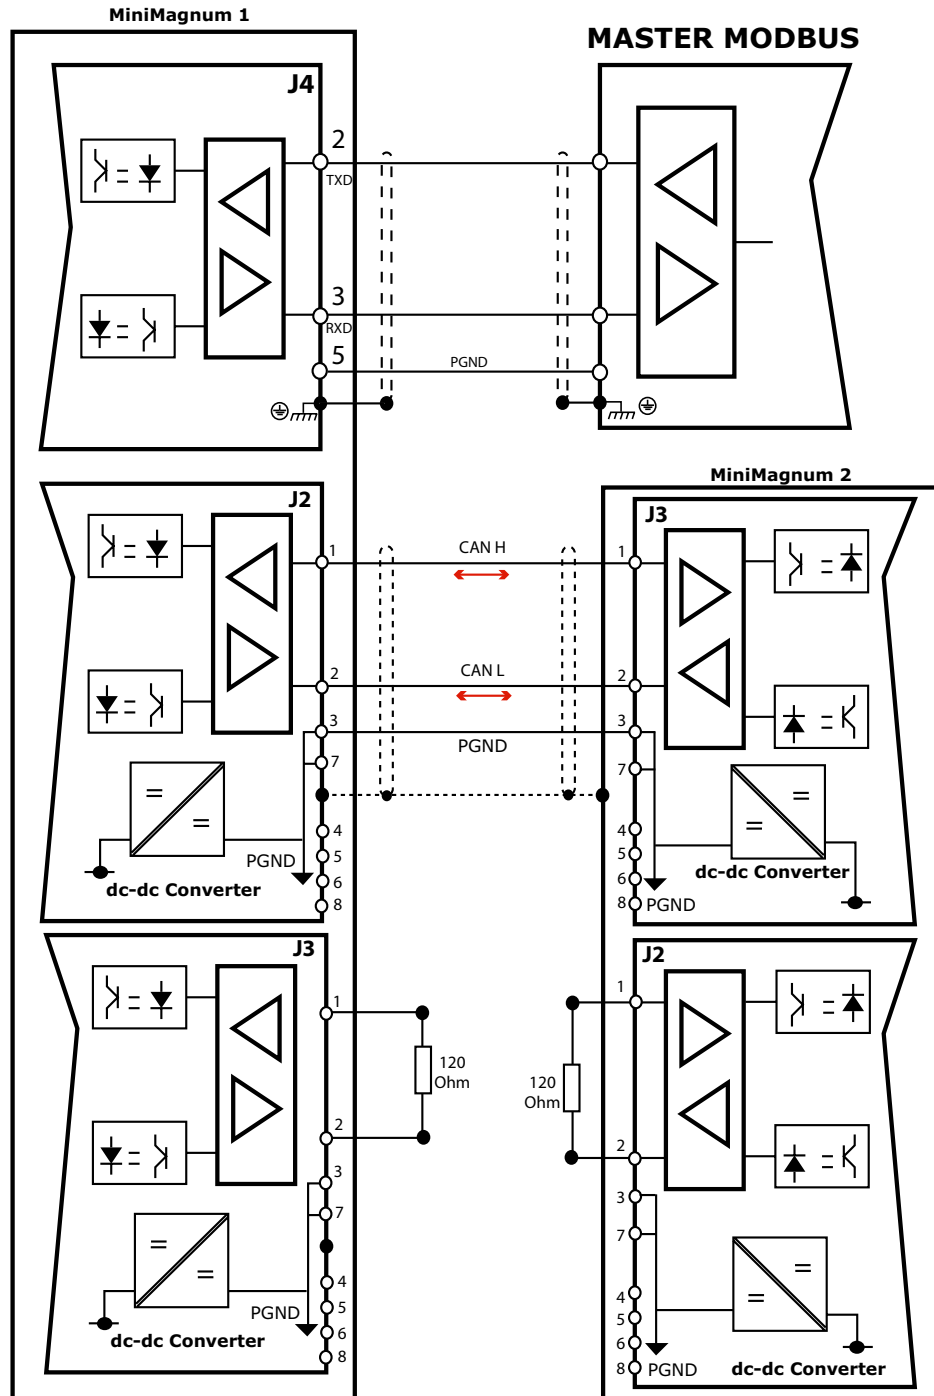 MiniMagnum 1
MASTER MODBUS
J4
2
TXD
3
RXD
5
PGND
MiniMagnum 2
J2
J3
1
CAN H
1
2
CAN L
2
3
PGND
3
7
7
4
5
6
8
PGND
dc-dc Converter
4
5
6
8
PGND
dc-dc Converter
J3
J2
1
120
Ohm
2
3
7
4
5
6
8
PGND
dc-dc Converter
1
120
Ohm
2
3
7
4
5
6
8
PGND
dc-dc Converter